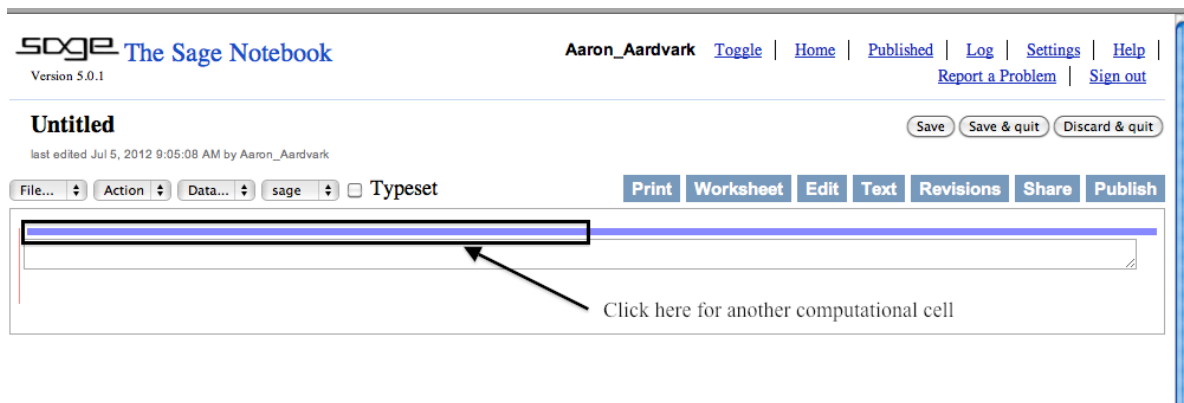 sage The Sage Notebook
Version 5.0.1
Aaron_Aardvark Toggle | Home | Published | Log | Settings | Help |
Report a Problem | Sign out
Untitled
last edited Jul 5, 2012 9:05:08 AM by Aaron_Aardvark
Save Save & quit Discard & quit
File... Action Data... sage Typeset
Print Worksheet Edit Text Revisions Share Publish
Click here for another computational cell